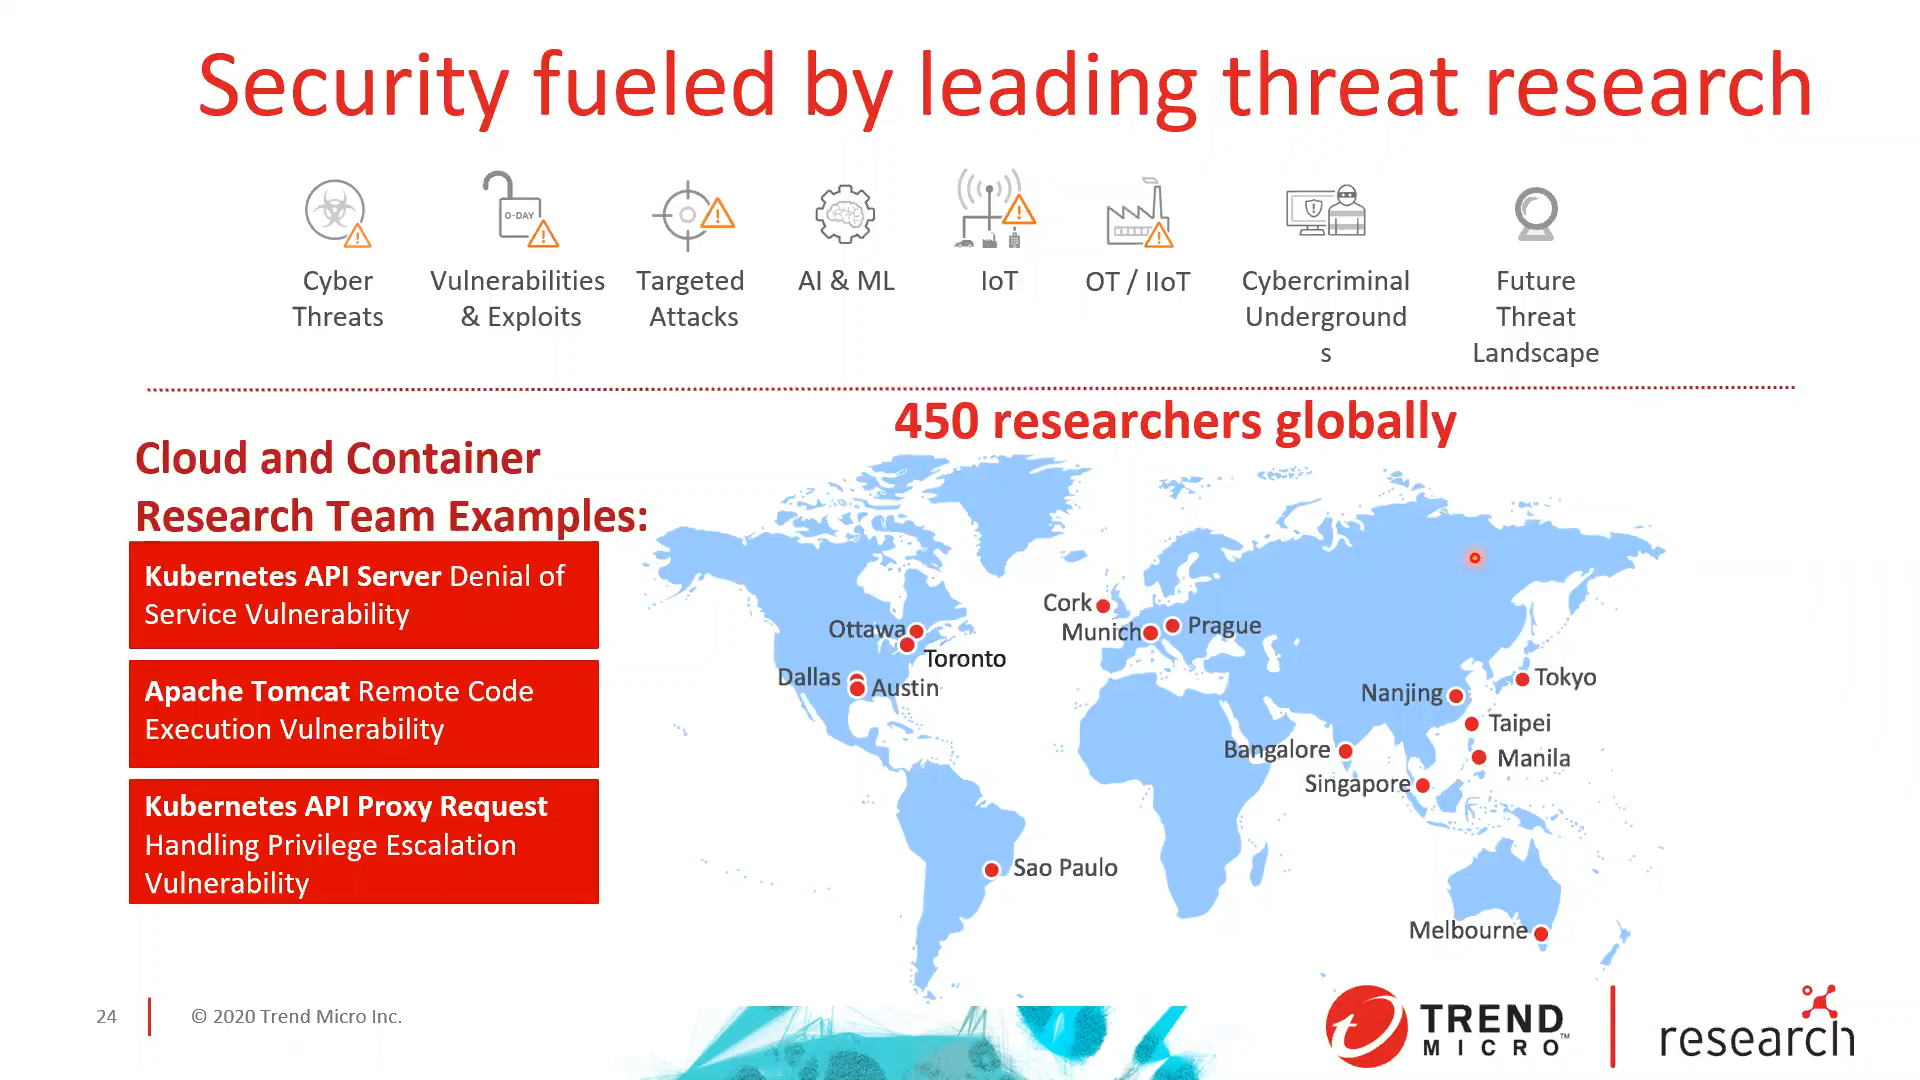 Security fueled by leading threat research
0-DAY
Cyber
Threats
Vulnerabilities
& Exploits
Targeted
Attacks
AI & ML
IoT
OT / IIoT
Cybercriminal
Underground
s
Future
Threat
Landscape
450 researchers globally
Cloud and Container
Research Team Examples:
Kubernetes API Server Denial of
Service Vulnerability
Apache Tomcat Remote Code
Execution Vulnerability
Kubernetes API Proxy Request
Handling Privilege Escalation
Vulnerability
Cork
Ottawa
Munich
Prague
Toronto
Dallas
Austin
Tokyo
Nanjing
Taipei
Bangalore
Manila
Singapore
Sao Paulo
Melbourne
24
© 2020 Trend Micro Inc.
TREND
MICRO™
research